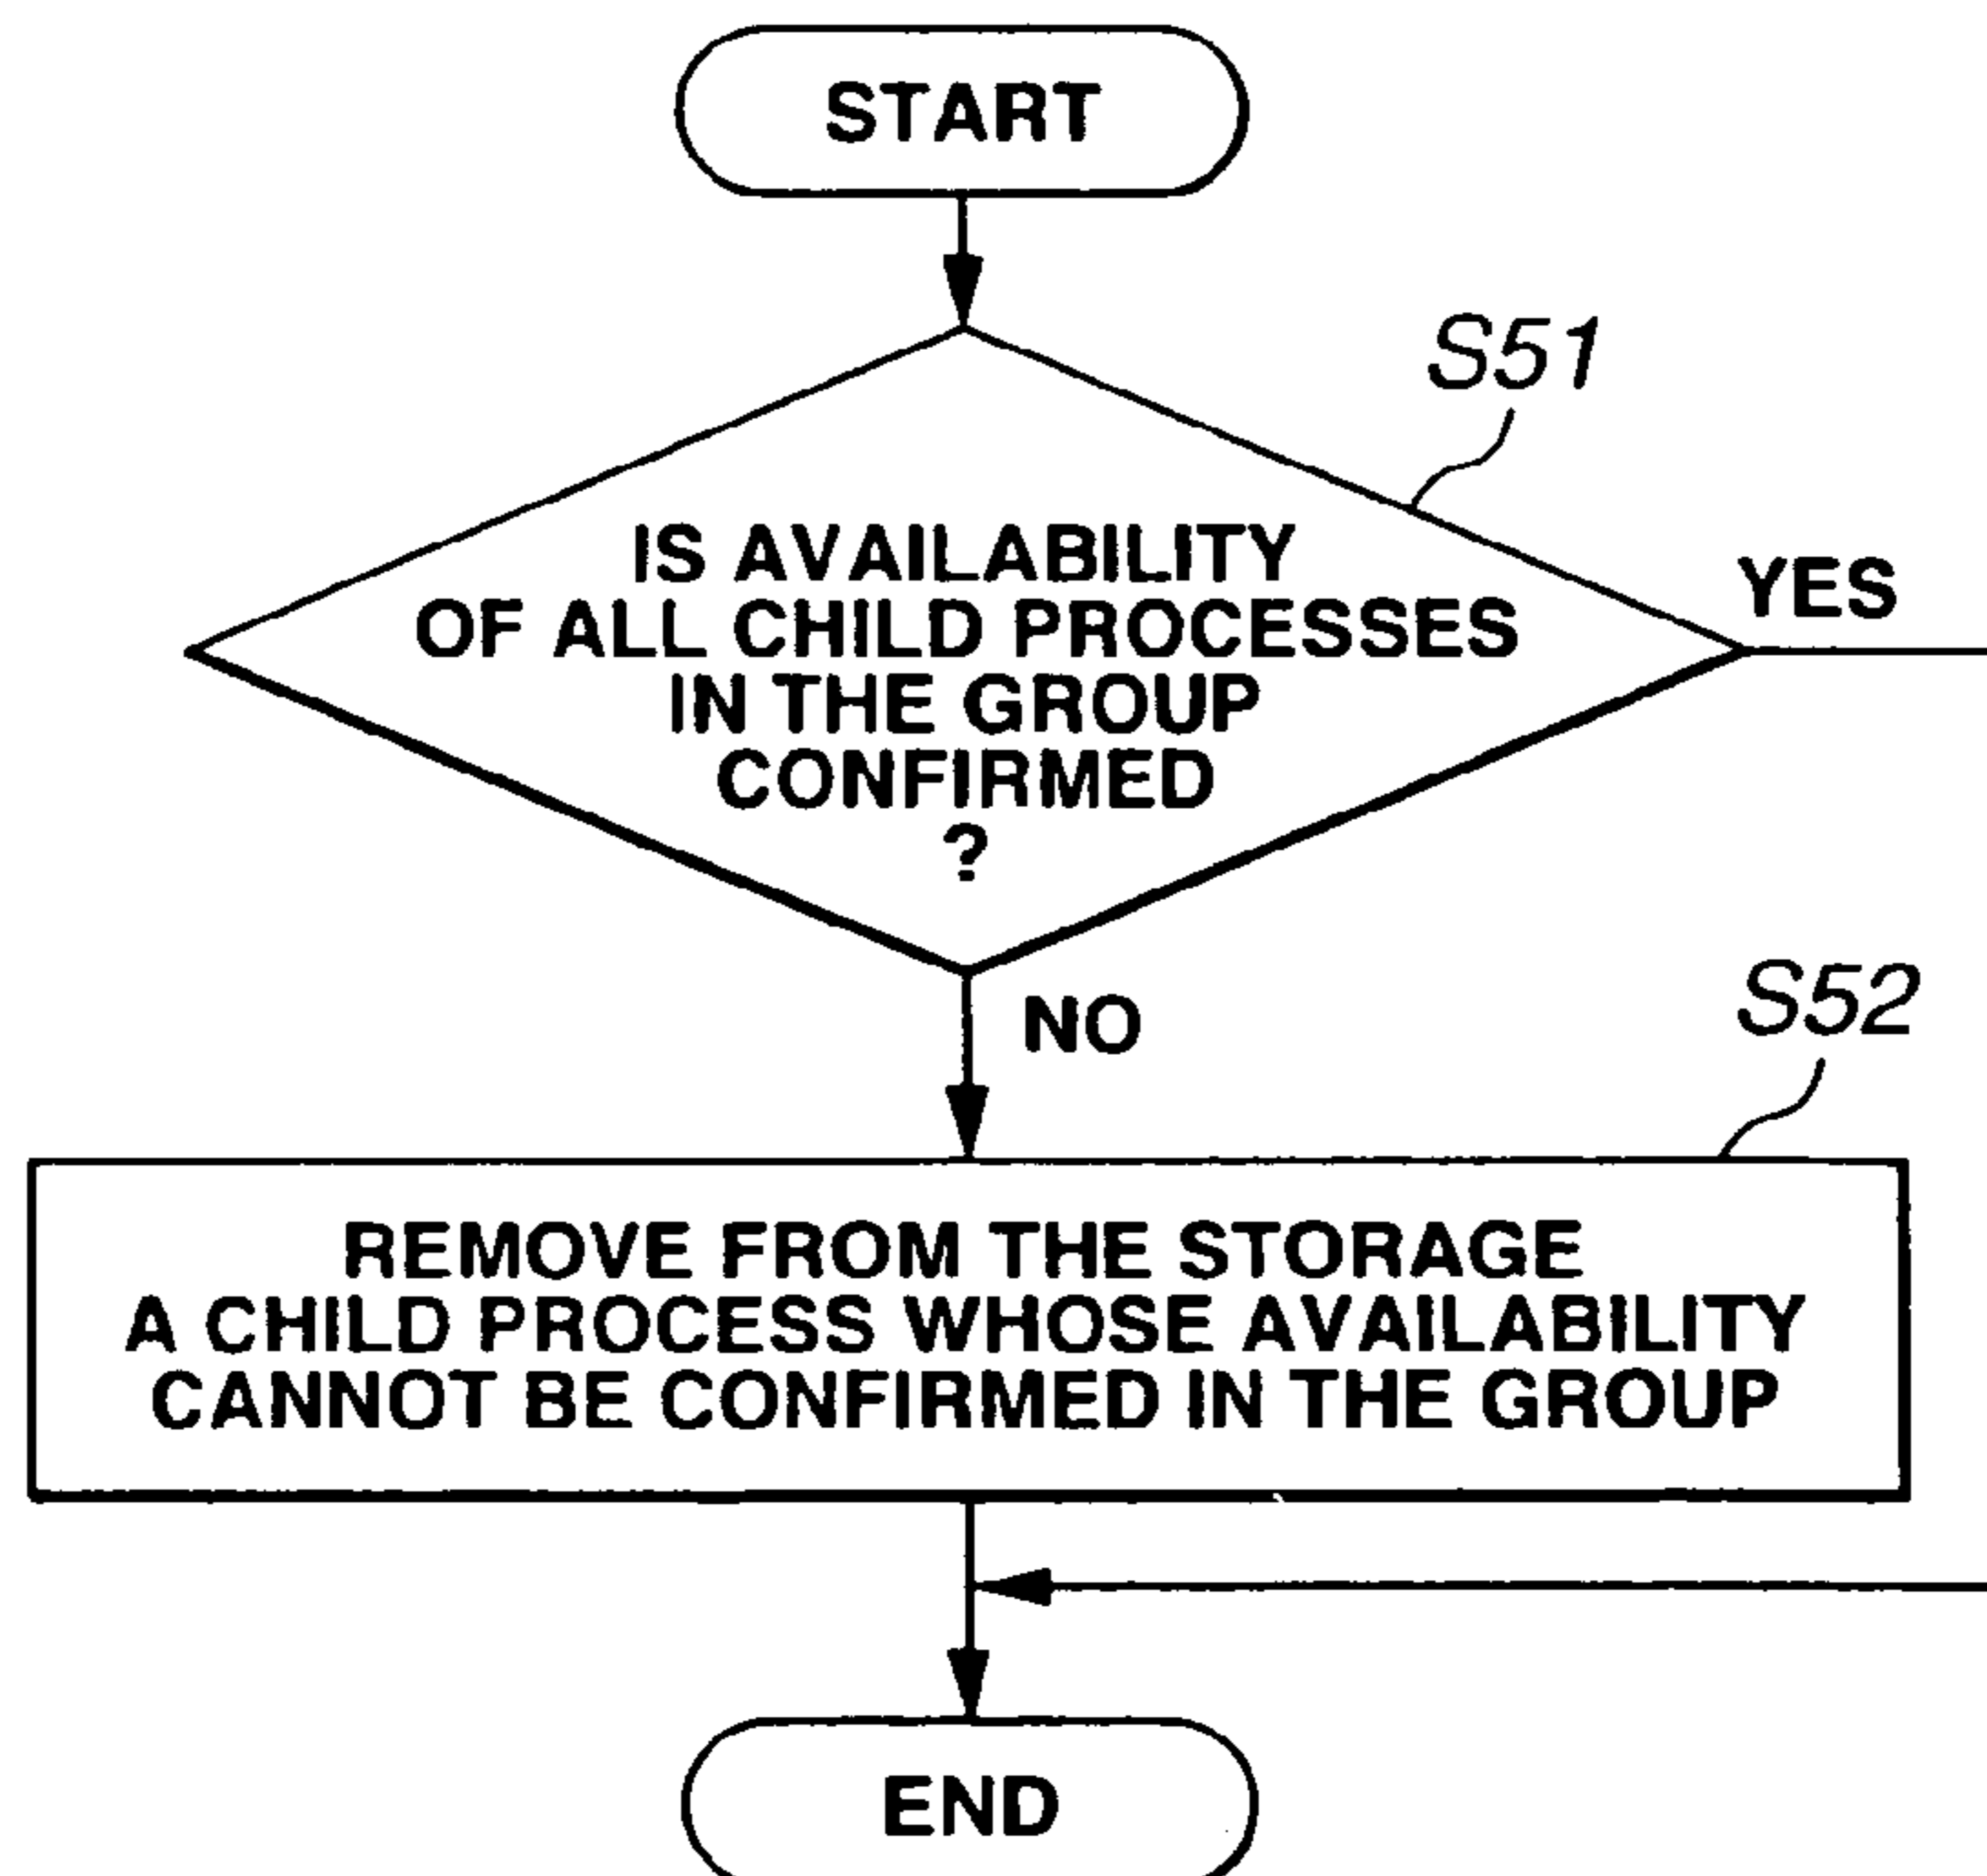 START
S51
IS AVAILABILITY
OF ALL CHILD PROCESSES
IN THE GROUP
CONFIRMED
?
YES
NO
S52
REMOVE FROM THE STORAGE
A CHILD PROCESS WHOSE AVAILABILITY
CANNOT BE CONFIRMED IN THE GROUP
END